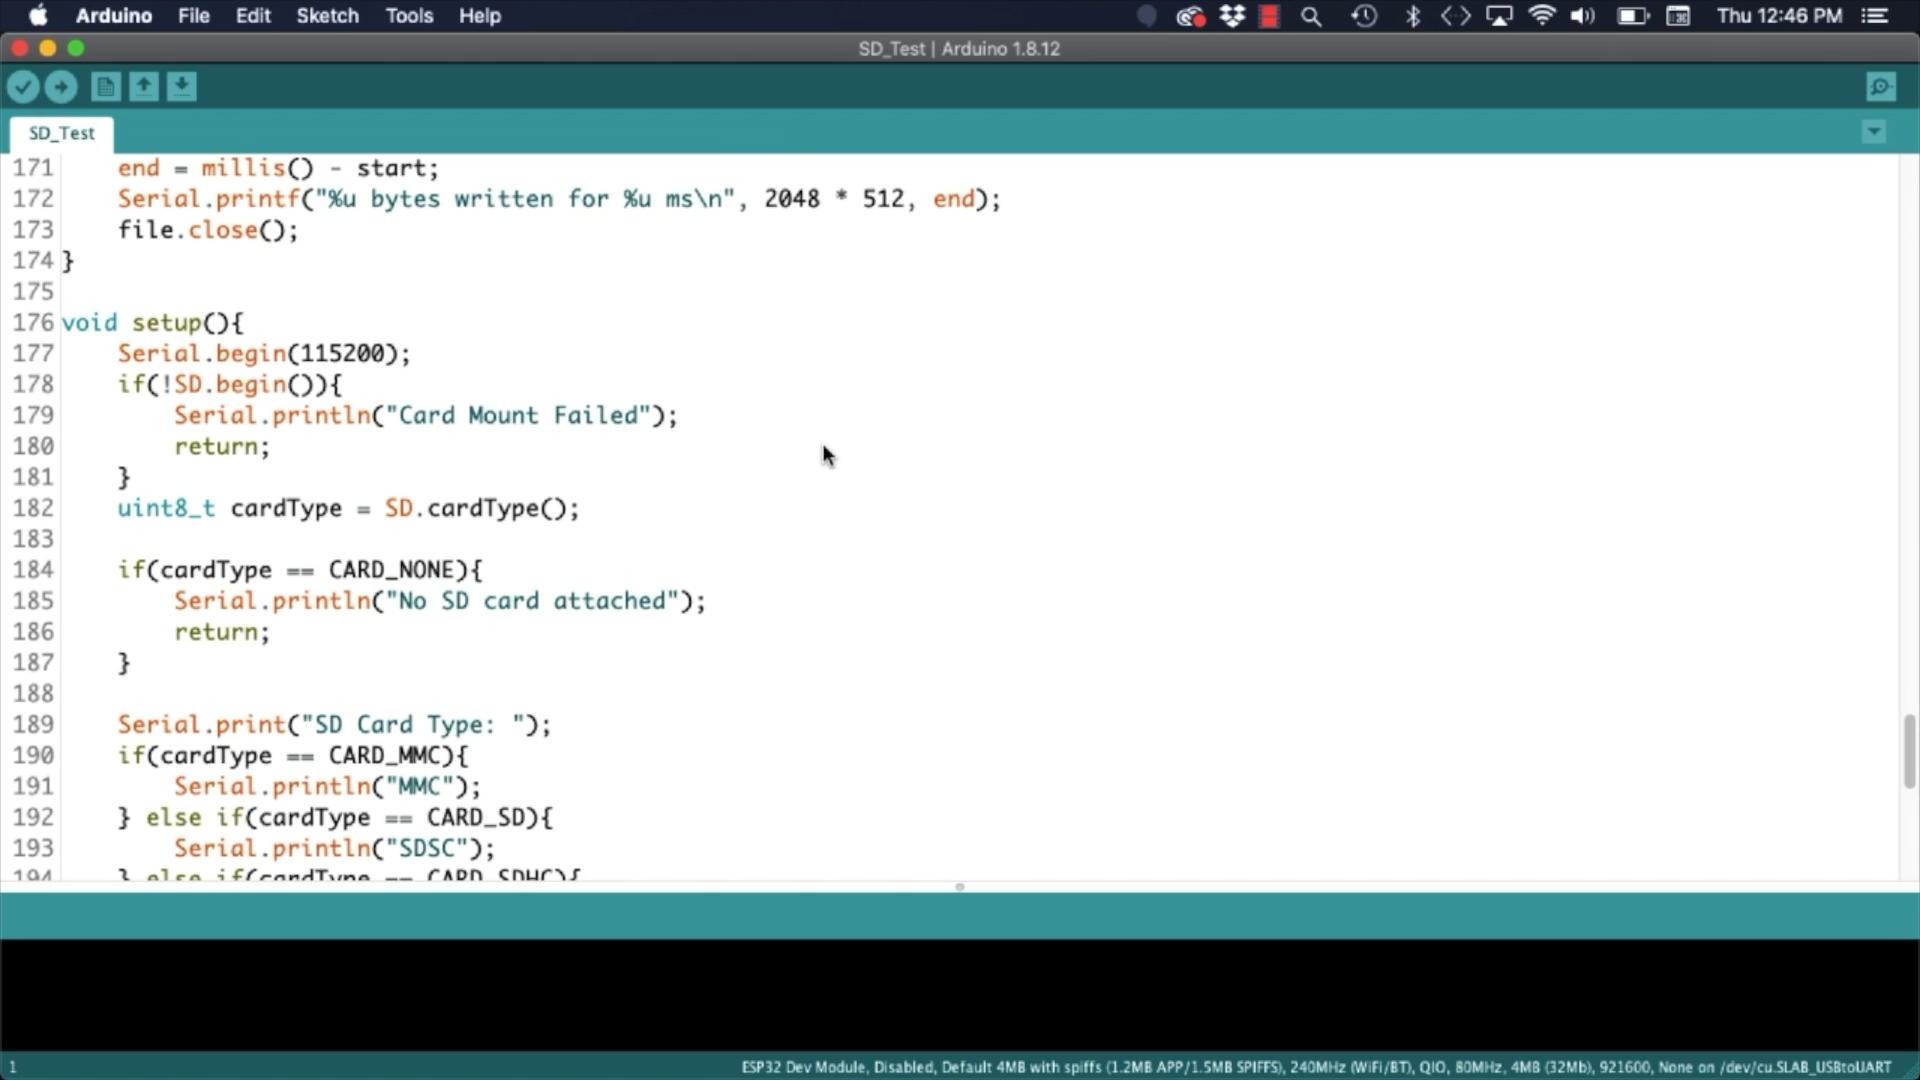 Arduino File Edit Sketch Tools Help Thu 12:46 PM
SD_Test | Arduino 1.8.12
SD_Test
171 end = millis() - start;
172 Serial.printf("%u bytes written for %u ms\n", 2048 * 512, end);
173 file.close();
174 }
175
176 void setup(){
177 Serial.begin(115200);
178 if(!SD.begin()){
179 Serial.println("Card Mount Failed");
180 return;
181 }
182 uint8_t cardType = SD.cardType();
183
184 if(cardType == CARD_NONE){
185 Serial.println("No SD card attached");
186 return;
187 }
188
189 Serial.print("SD Card Type: ");
190 if(cardType == CARD_MMC){
191 Serial.println("MMC");
192 } else if(cardType == CARD_SD){
193 Serial.println("SDSC");
194 } else if(cardType == CARD_SDHC){
1 ESP32 Dev Module, Disabled, Default 4MB with spiffs (1.2MB APP/1.5MB SPIFFS), 240MHz (WiFi/BT), QIO, 80MHz, 4MB (32Mb), 921600, None on /dev/cu.SLAB_USBtoUART